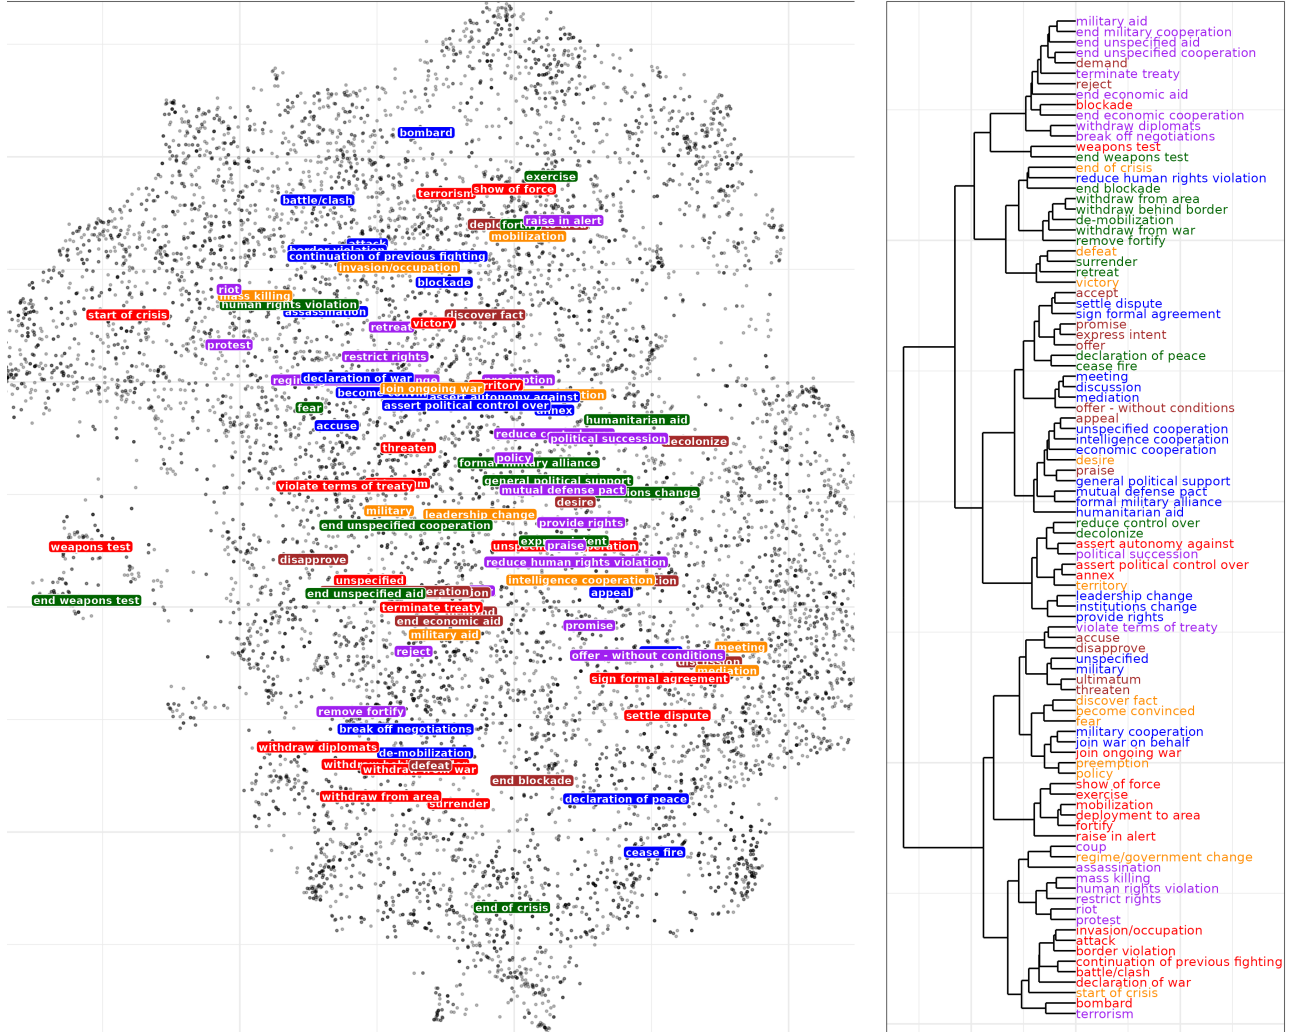 bombard
exercise
terrorism
show of force
battle/clash
raise in alert
mobilization
attack
border violation
continuation of previous fighting
invasion/occupation
blockade
riot
mass killing
human rights violation
assassination
start of crisis
discover fact
retreat
victory
protest
restrict rights
declaration of war
join ongoing war
assert autonomy against
assert political control over
annex
fear
humanitarian aid
accuse
political succession
decolonize
threaten
policy
formal military alliance
general political support
violate terms of treaty
mutual defense pact
desire
military
leadership change
end unspecified cooperation
provide rights
weapons test
praise
disapprove
reduce human rights violation
unspecified
intelligence cooperation
end unspecified aid
appeal
end weapons test
terminate treaty
end economic aid
promise
military aid
reject
meeting
offer - without conditions
discussion
mediation
sign formal agreement
remove fortify
settle dispute
break off negotiations
withdraw diplomats
de-mobilization
defeat
withdraw from war
end blockade
withdraw from area
surrender
declaration of peace
cease fire
end of crisis
military aid
end military cooperation
end unspecified aid
end unspecified cooperation
demand
terminate treaty
reject
end economic aid
blockade
end economic cooperation
withdraw diplomats
break off negotiations
weapons test
end weapons test
end of crisis
reduce human rights violation
end blockade
withdraw from area
withdraw behind border
de-mobilization
withdraw from war
remove fortify
defeat
surrender
retreat
victory
accept
settle dispute
sign formal agreement
promise
express intent
offer
declaration of peace
cease fire
meeting
discussion
mediation
offer - without conditions
appeal
unspecified cooperation
intelligence cooperation
economic cooperation
desire
praise
general political support
mutual defense pact
formal military alliance
humanitarian aid
reduce control over
decolonize
assert autonomy against
political succession
assert political control over
annex
territory
leadership change
institutions change
provide rights
violate terms of treaty
accuse
disapprove
unspecified
military
ultimatum
threaten
discover fact
become convinced
fear
military cooperation
join war on behalf
join ongoing war
preemption
policy
show of force
exercise
mobilization
deployment to area
fortify
raise in alert
coup
regime/government change
assassination
mass killing
human rights violation
restrict rights
riot
protest
invasion/occupation
attack
border violation
continuation of previous fighting
battle/clash
declaration of war
start of crisis
bombard
terrorism